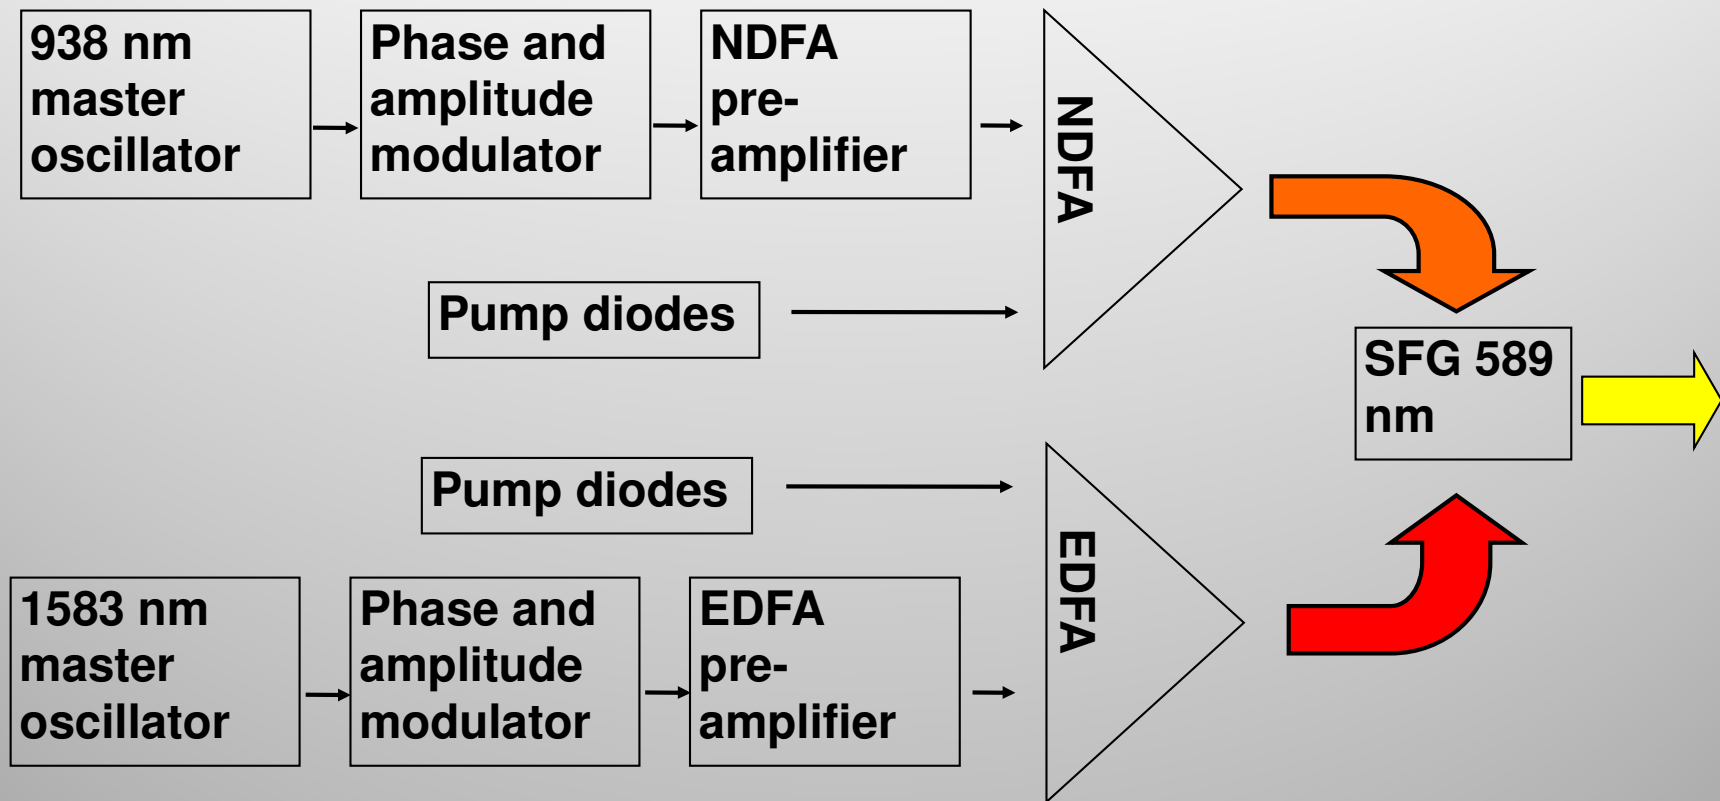 938 nm
master
oscillator
Phase and
amplitude
modulator
NDFA
pre-
amplifier
NDFA
Pump diodes
SFG 589
nm
Pump diodes
EDFA
1583 nm
master
oscillator
Phase and
amplitude
modulator
EDFA
pre-
amplifier